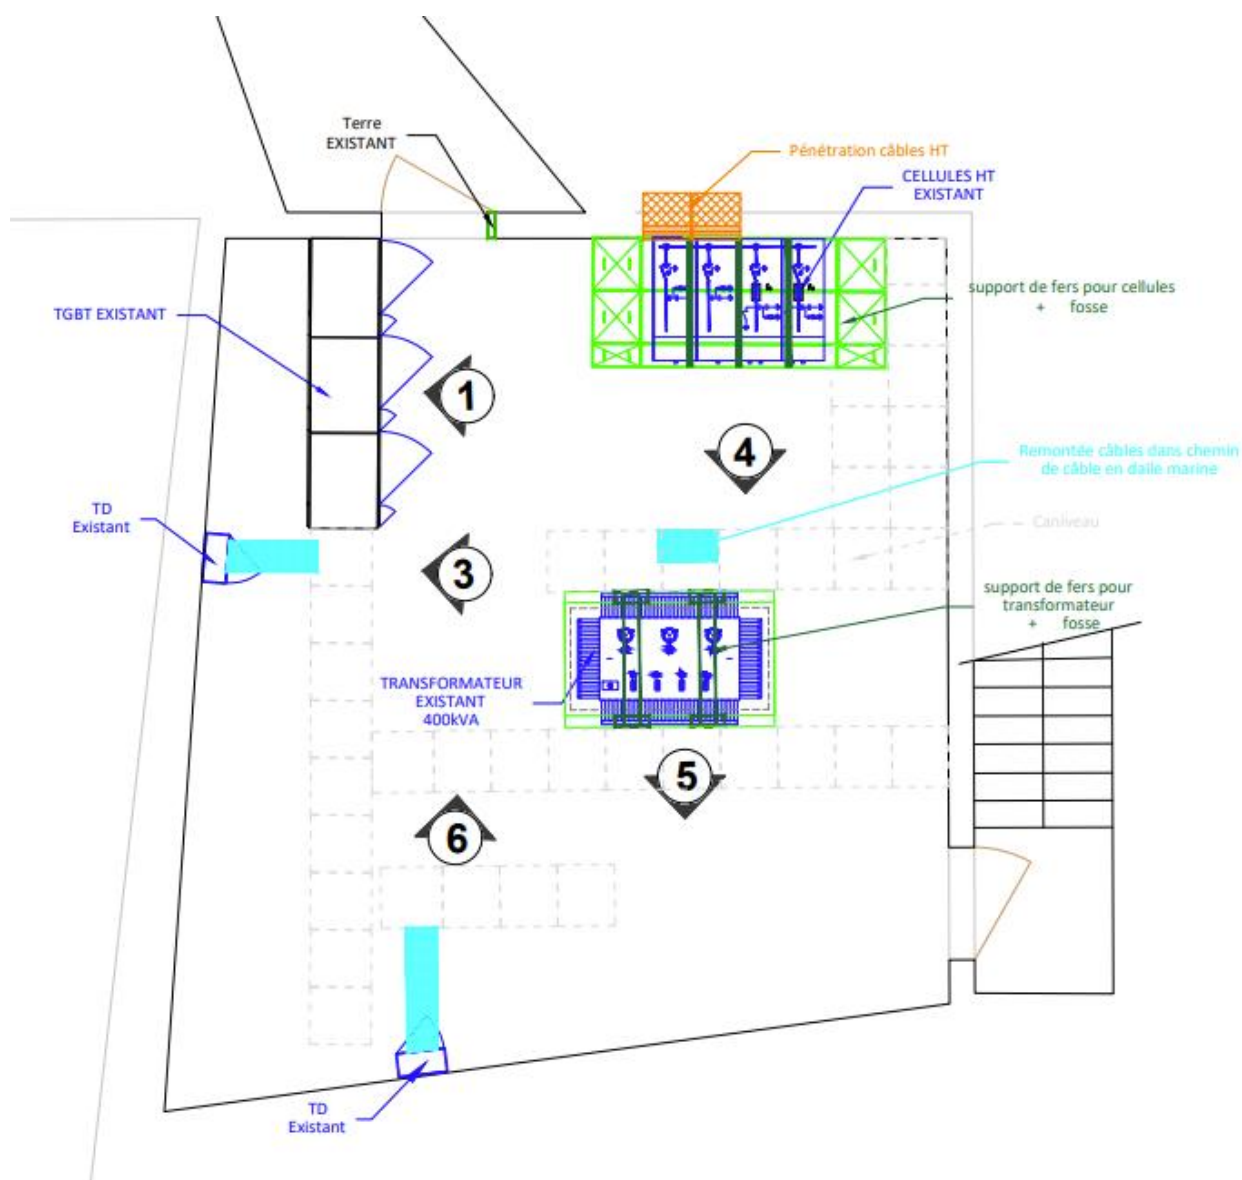 Terre
EXISTANT
Pénétration câbles HT
CELLULES HT
EXISTANT
support de fers pour cellules
+ fosse
TGBT EXISTANT
1
4
Remontée câbles dans chemin
de câble en dalle marine
TD
Existant
Caniveau
3
support de fers pour
transformateur
+ fosse
TRANSFORMATEUR
EXISTANT
400kVA
5
6
TD
Existant